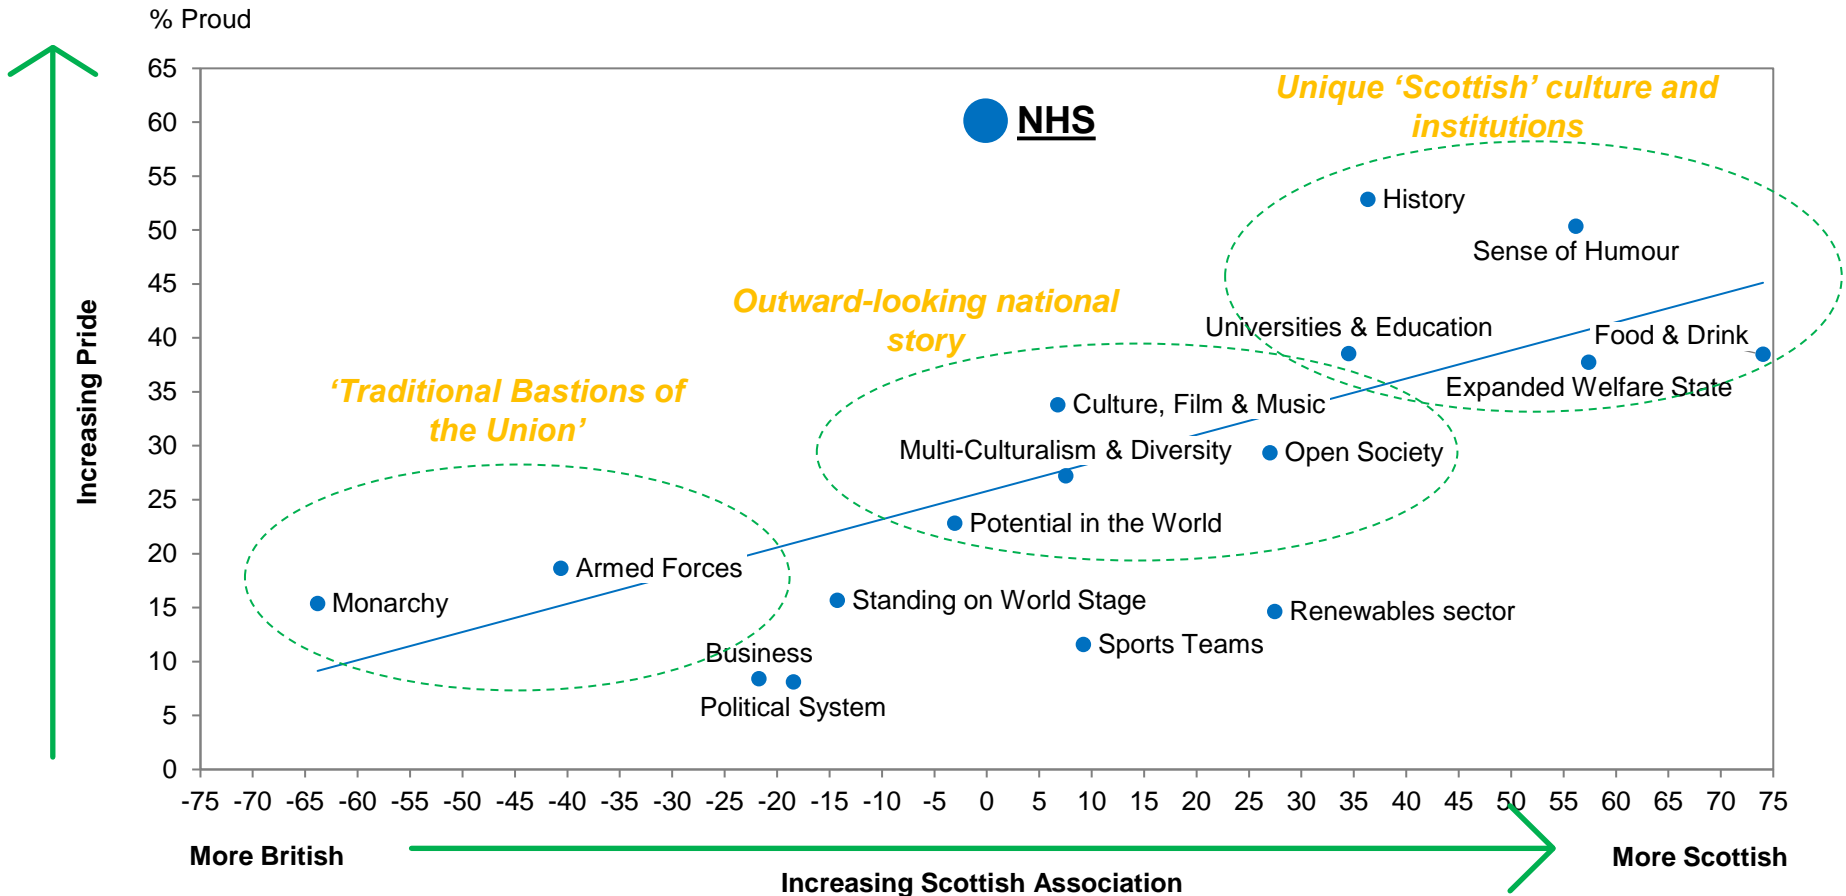 % Proud
65
60
55
50
45
40
35
30
25
20
15
10
5
0
Increasing Pride
Unique ‘Scottish’ culture and
institutions
NHS
History
Sense of Humour
Outward-looking national
story
Universities & Education
Food & Drink
Expanded Welfare State
‘Traditional Bastions of
the Union’
Culture, Film & Music
Multi-Culturalism & Diversity
Open Society
Potential in the World
Armed Forces
Monarchy
Standing on World Stage
Renewables sector
Sports Teams
Business
Political System
-75 -70 -65 -60 -55 -50 -45 -40 -35 -30 -25 -20 -15 -10 -5 0 5 10 15 20 25 30 35 40 45 50 55 60 65 70 75
More British
More Scottish
Increasing Scottish Association